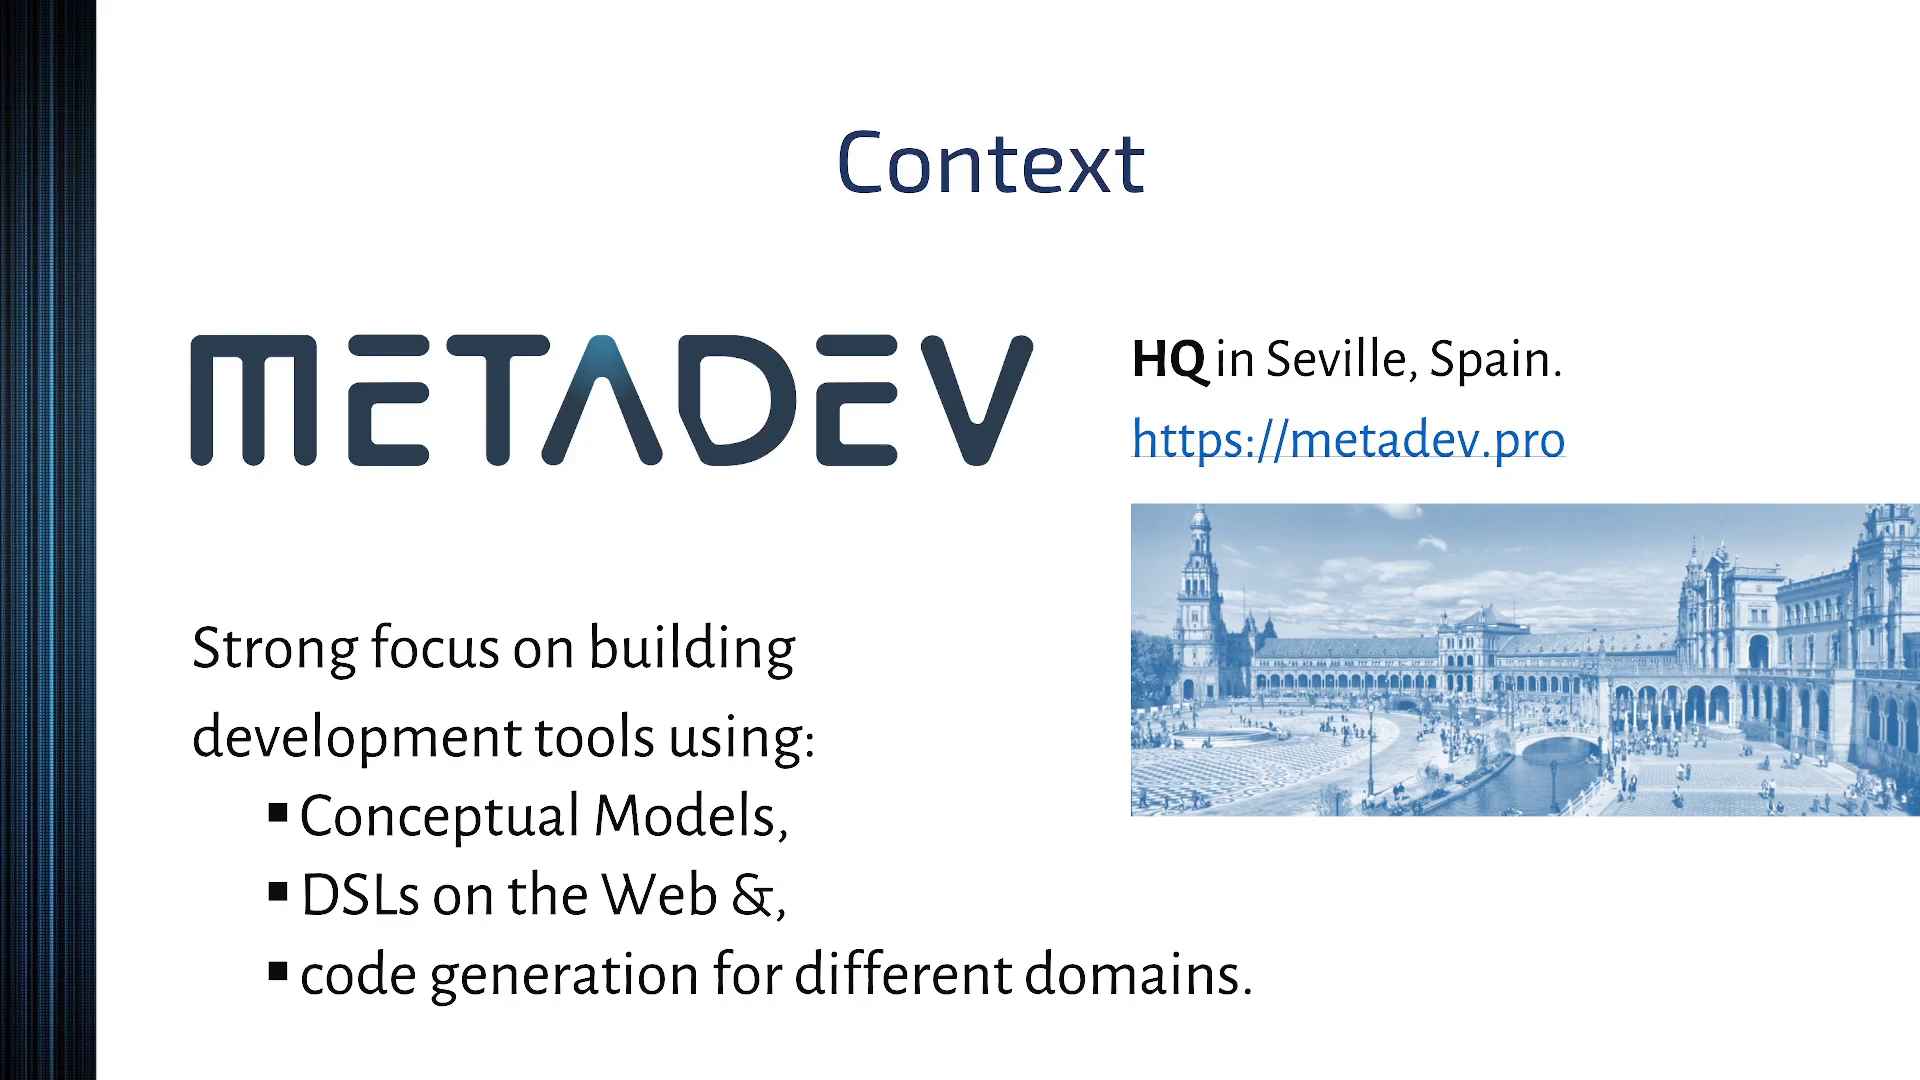 Context
METADEV
HQ in Seville, Spain.
https://metadev.pro
Strong focus on building
development tools using:
▪ Conceptual Models,
▪ DSLs on the Web &,
▪ code generation for different domains.